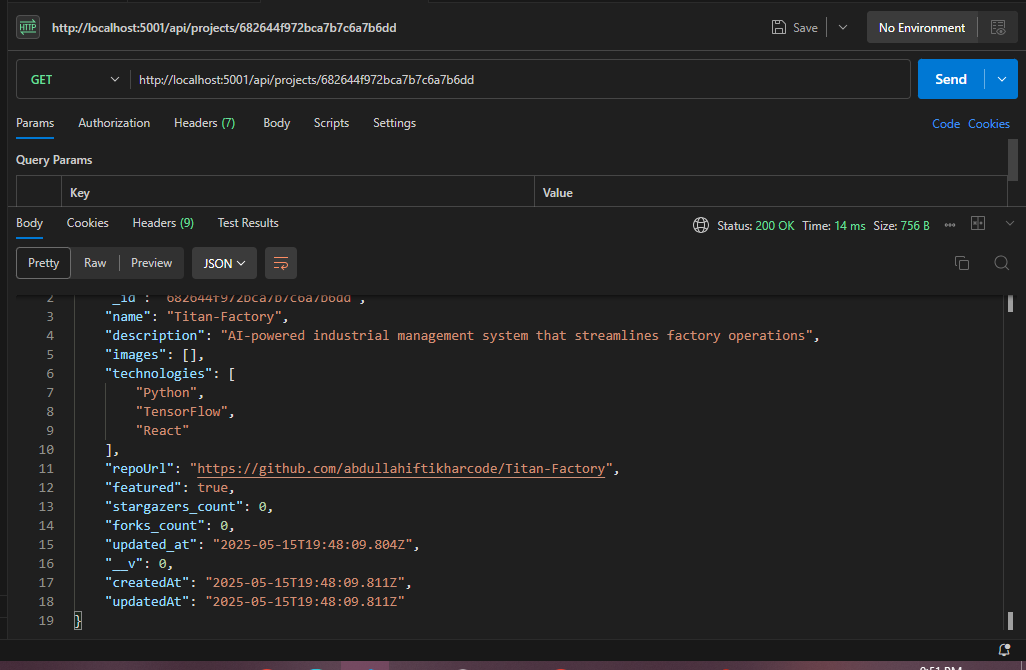 HTTP http://localhost:5001/api/projects/682644f972bca7b7c6a7b6dd Save No Environment
GET http://localhost:5001/api/projects/682644f972bca7b7c6a7b6dd Send
Params Authorization Headers (7) Body Scripts Settings Code Cookies
Query Params
Key Value
Body Cookies Headers (9) Test Results Status: 200 OK Time: 14 ms Size: 756 B
Pretty Raw Preview JSON
2 "_id": "682644f972bca7b7c6a7b6dd",
3 "name": "Titan-Factory",
4 "description": "AI-powered industrial management system that streamlines factory operations",
5 "images": [],
6 "technologies": [
7 "Python",
8 "TensorFlow",
9 "React"
10 ],
11 "repoUrl": "https://github.com/abdullahiftikharcode/Titan-Factory",
12 "featured": true,
13 "stargazers_count": 0,
14 "forks_count": 0,
15 "updated_at": "2025-05-15T19:48:09.804Z",
16 "__v": 0,
17 "createdAt": "2025-05-15T19:48:09.811Z",
18 "updatedAt": "2025-05-15T19:48:09.811Z"
19 }